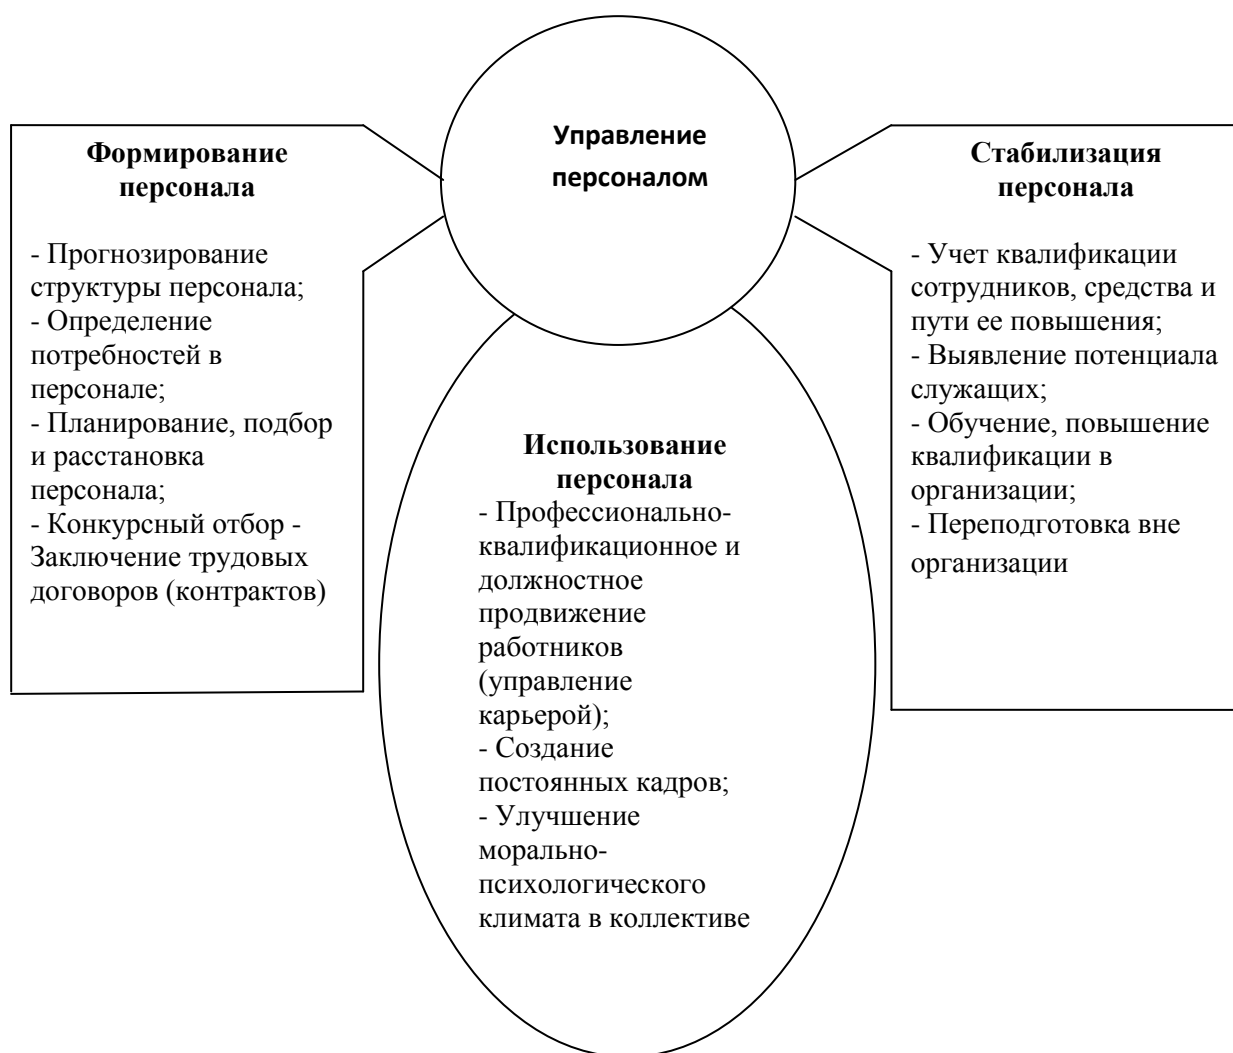 Управление
персоналом
Формирование
персонала
- Прогнозирование
структуры персонала;
- Определение
потребностей в
персонале;
- Планирование, подбор
и расстановка
персонала;
- Конкурсный отбор -
Заключение трудовых
договоров (контрактов)
Использование
персонала
- Профессионально-
квалификационное и
должностное
продвижение
работников
(управление
карьерой);
- Создание
постоянных кадров;
- Улучшение
морально-
психологического
климата в коллективе
Стабилизация
персонала
- Учет квалификации
сотрудников, средства и
пути ее повышения;
- Выявление потенциала
служащих;
- Обучение, повышение
квалификации в
организации;
- Переподготовка вне
организации